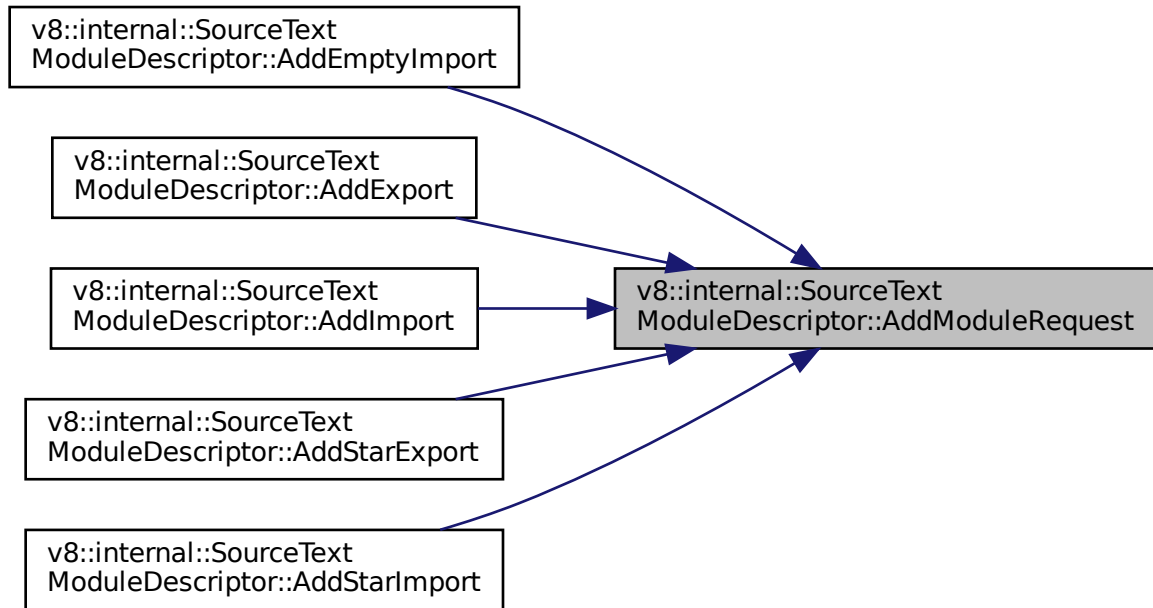 v8::internal::SourceText
ModuleDescriptor::AddEmptyImport
v8::internal::SourceText
ModuleDescriptor::AddExport
v8::internal::SourceText
ModuleDescriptor::AddImport
v8::internal::SourceText
ModuleDescriptor::AddModuleRequest
v8::internal::SourceText
ModuleDescriptor::AddStarExport
v8::internal::SourceText
ModuleDescriptor::AddStarImport